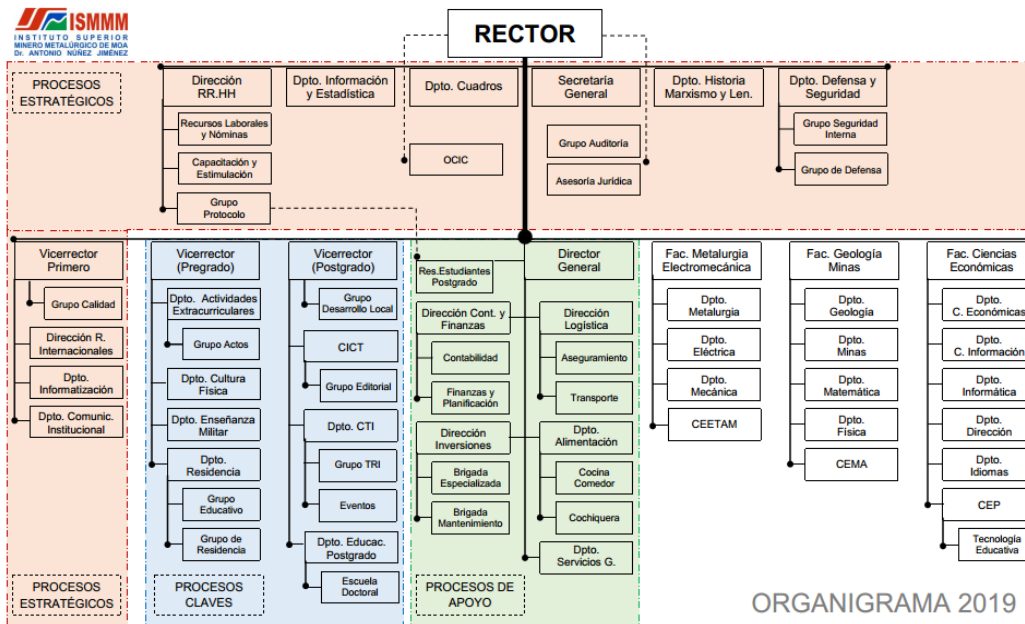 ISMMM
INSTITUTO SUPERIOR
MINERO METALÚRGICO DE MOA
Dr. ANTONIO NÚÑEZ JIMÉNEZ
RECTOR
PROCESOS
ESTRATÉGICOS
Dirección
RR.HH
Dpto. Información
y Estadística
Dpto. Cuadros
Secretaría
General
Dpto. Historia
Marxismo y Len.
Dpto. Defensa y
Seguridad
Recursos Laborales
y Nóminas
Capacitación y
Estimulación
Grupo
Protocolo
OCIC
Grupo Auditoría
Asesoría Jurídica
Grupo Seguridad
Interna
Grupo de Defensa
Vicerrector
Primero
Grupo Calidad
Dirección R.
Internacionales
Dpto.
Informatización
Dpto. Comunic.
Institucional
PROCESOS
ESTRATÉGICOS
Vicerrector
(Pregrado)
Dpto. Actividades
Extracurriculares
Grupo Actos
Dpto. Cultura
Física
Dpto. Enseñanza
Militar
Dpto.
Residencia
Grupo
Educativo
Grupo de
Residencia
PROCESOS
CLAVES
Vicerrector
(Postgrado)
Grupo
Desarrollo Local
CICT
Grupo Editorial
Dpto. CTI
Grupo TRI
Eventos
Dpto. Educac.
Postgrado
Escuela
Doctoral
Res.Estudiantes
Postgrado
Dirección Cont. y
Finanzas
Contabilidad
Finanzas y
Planificación
Dirección
Inversiones
Brigada
Especializada
Brigada
Mantenimiento
PROCESOS DE
APOYO
Director
General
Dirección
Logística
Aseguramiento
Transporte
Dpto.
Alimentación
Cocina
Comedor
Cochiquera
Dpto.
Servicios G.
Fac. Metalurgia
Electromecánica
Dpto.
Metalurgia
Dpto.
Eléctrica
Dpto.
Mecánica
CEETAM
Fac. Geología
Minas
Dpto.
Geología
Dpto.
Minas
Dpto.
Matemática
Dpto.
Física
CEMA
Fac. Ciencias
Económicas
Dpto.
C. Económicas
Dpto.
C. Información
Dpto.
Informática
Dpto.
Dirección
Dpto.
Idiomas
CEP
Tecnología
Educativa
ORGANIGRAMA 2019